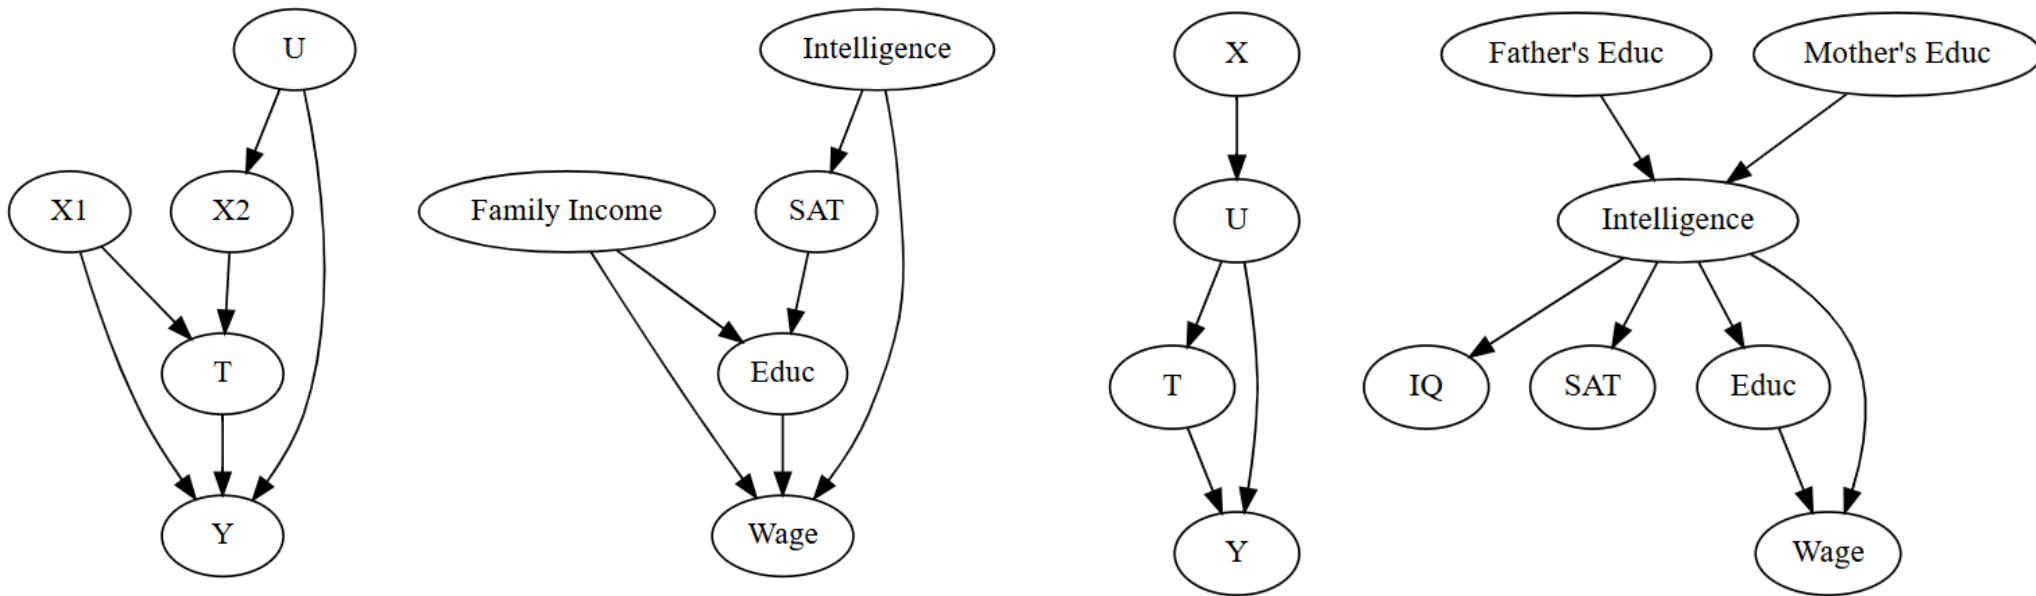 U
X1
X2
T
Y
Intelligence
Family Income
SAT
Educ
Wage
X
U
T
Y
Father's Educ
Mother's Educ
Intelligence
IQ
SAT
Educ
Wage